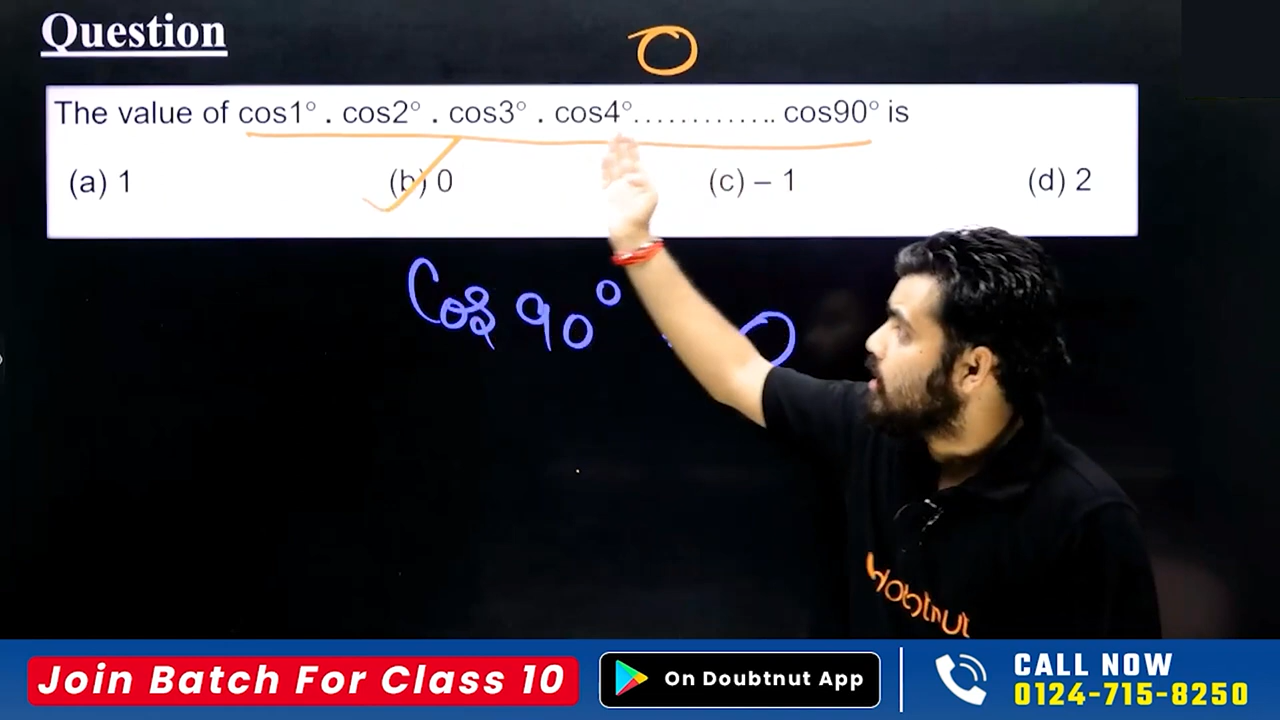 Question
0
The value of cos1° . cos2° . cos3° . cos4°.............. cos90° is
(a) 1 (b) 0 (c) – 1 (d) 2
Cos 90° 0
doubtnut
Join Batch For Class 10
On Doubtnut App
CALL NOW
0124-715-8250